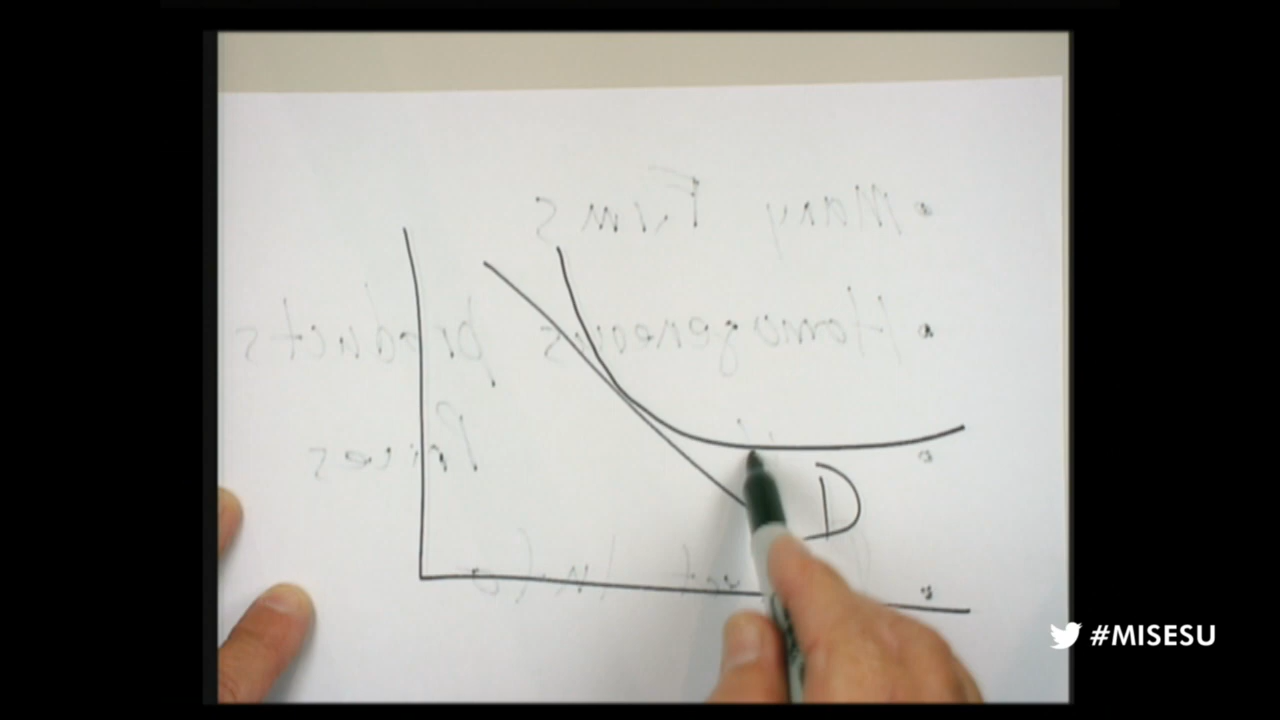 • Many Firms
• Homogeneous products
Prices
D
#MISESU